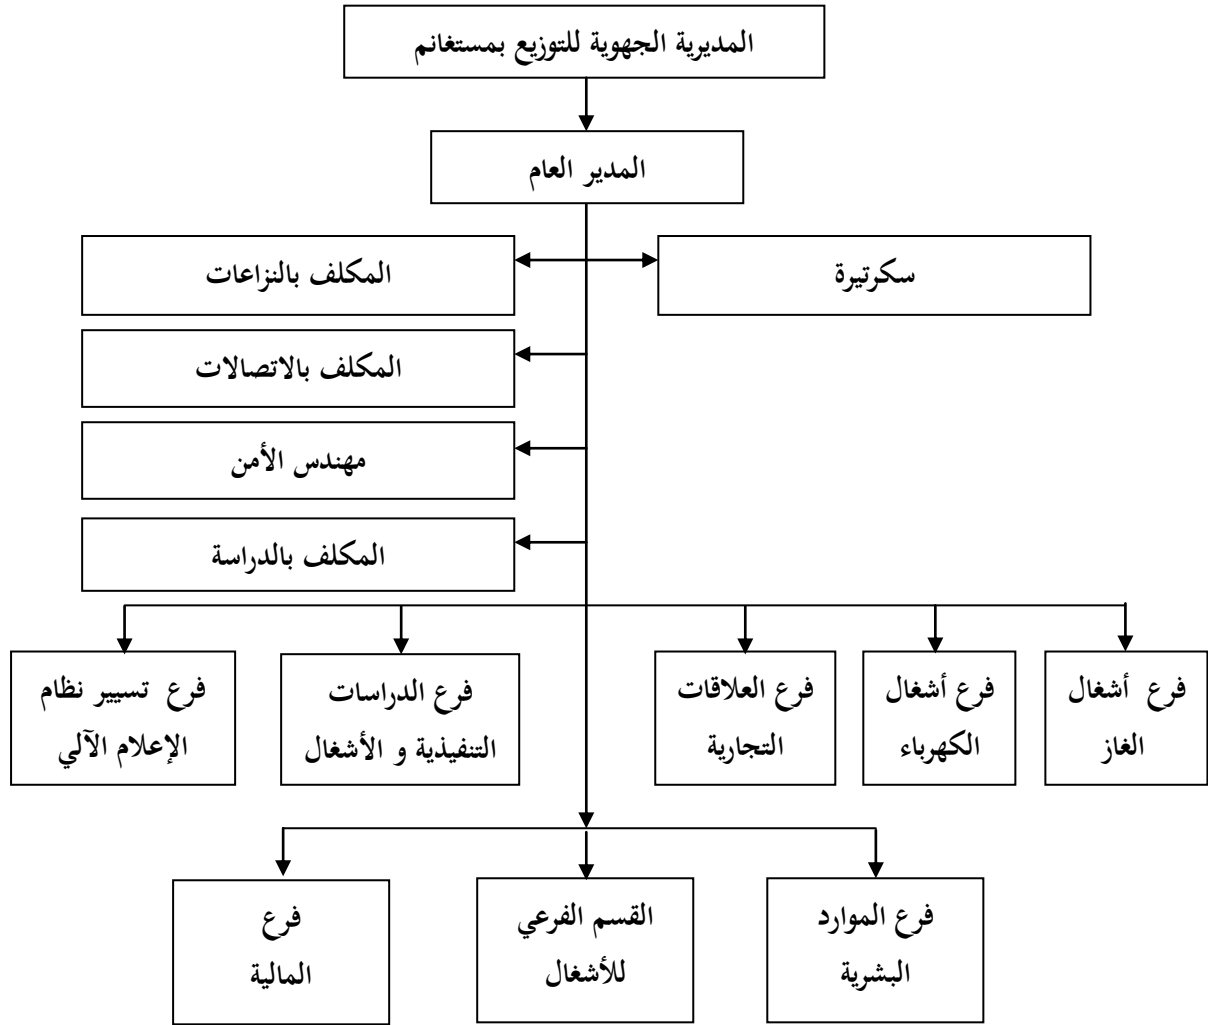 المديرية الجهوية للتوزيع بمستغانم
المدير العام
سكرتيرة
المكلف بالنزاعات
المكلف بالاتصالات
مهندس الأمن
المكلف بالدراسة
فرع أشغال
الغاز
فرع أشغال
الكهرباء
فرع العلاقات
التجارية
فرع الدراسات
التنفيذية و الأشغال
فرع تسيير نظام
الإعلام الآلي
فرع الموارد
البشرية
القسم الفرعي
للأشغال
فرع
المالية